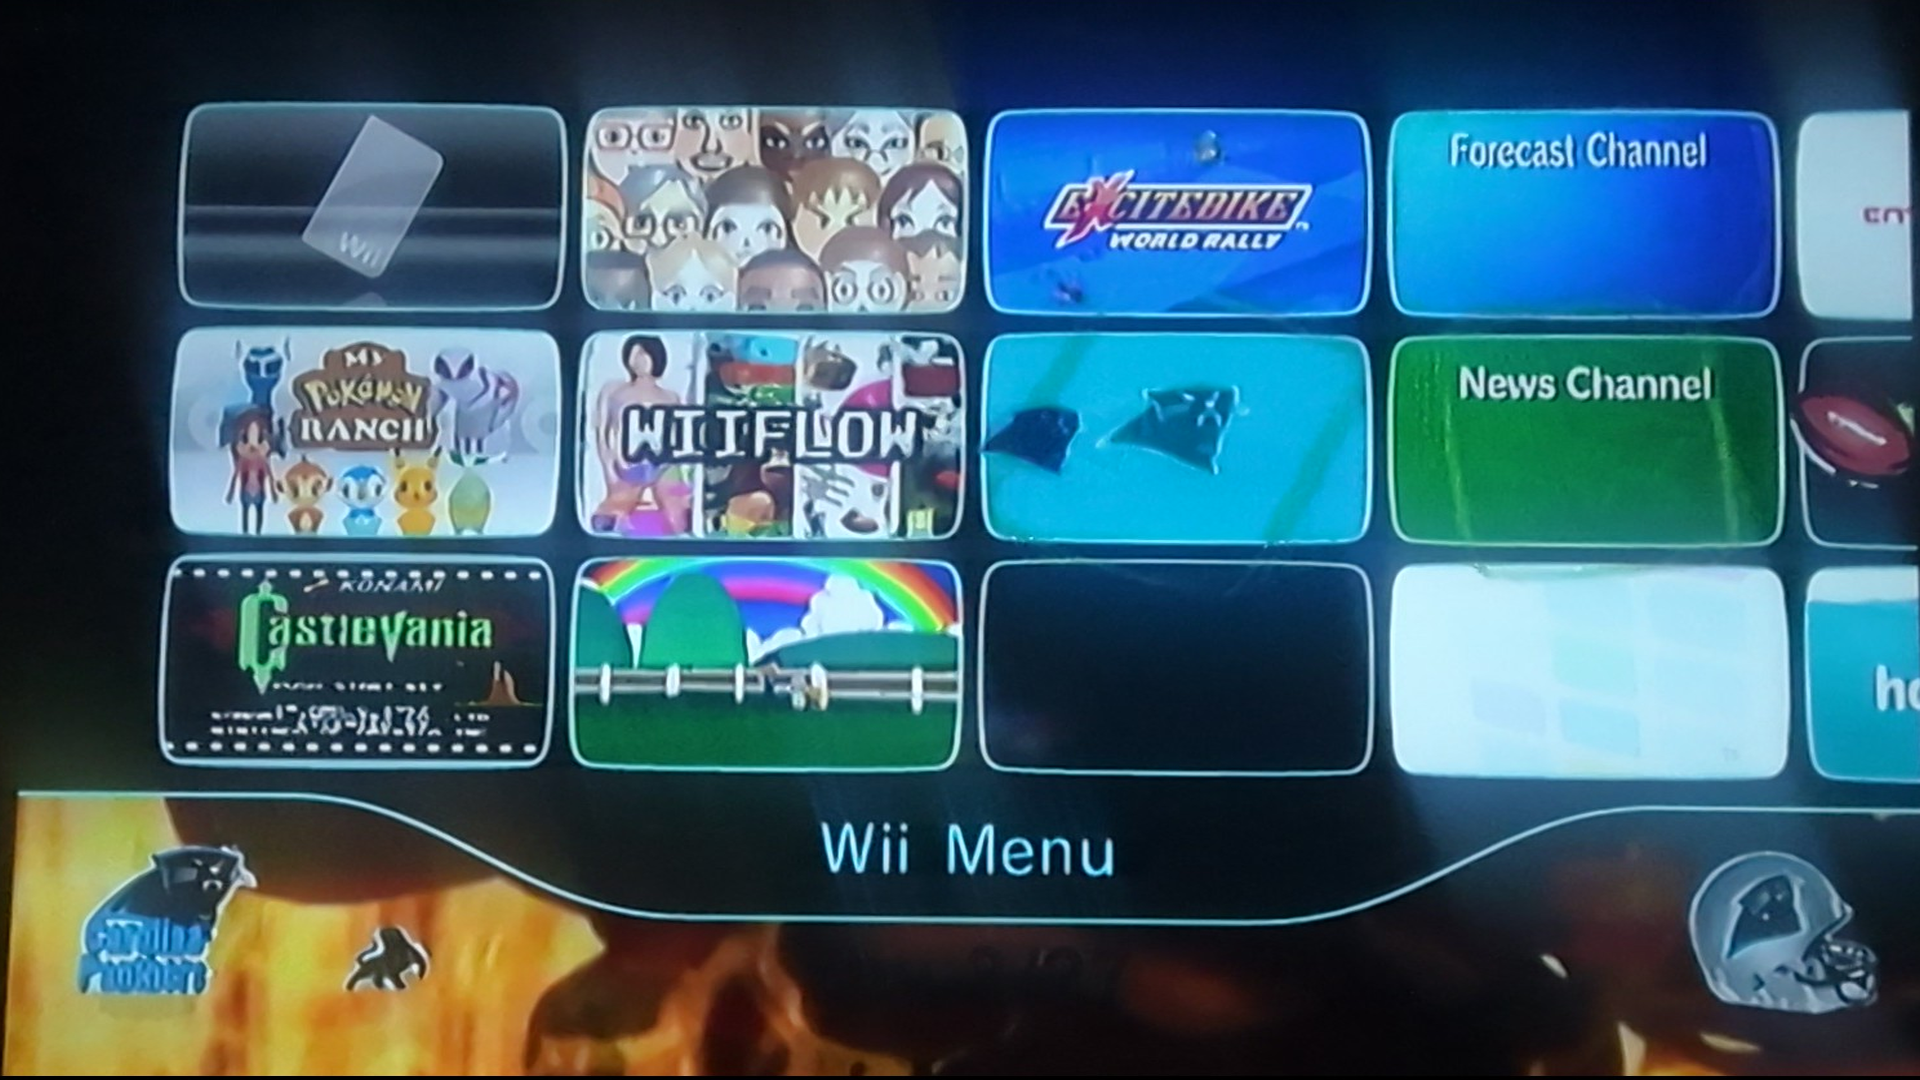 Wii
EXCITEBIKE
WORLD RALLY
Forecast Channel
MY
Pokémon
RANCH
WIIFLOW
News Channel
KONAMI
Castlevania
Wii Menu
Carolina
Panthers